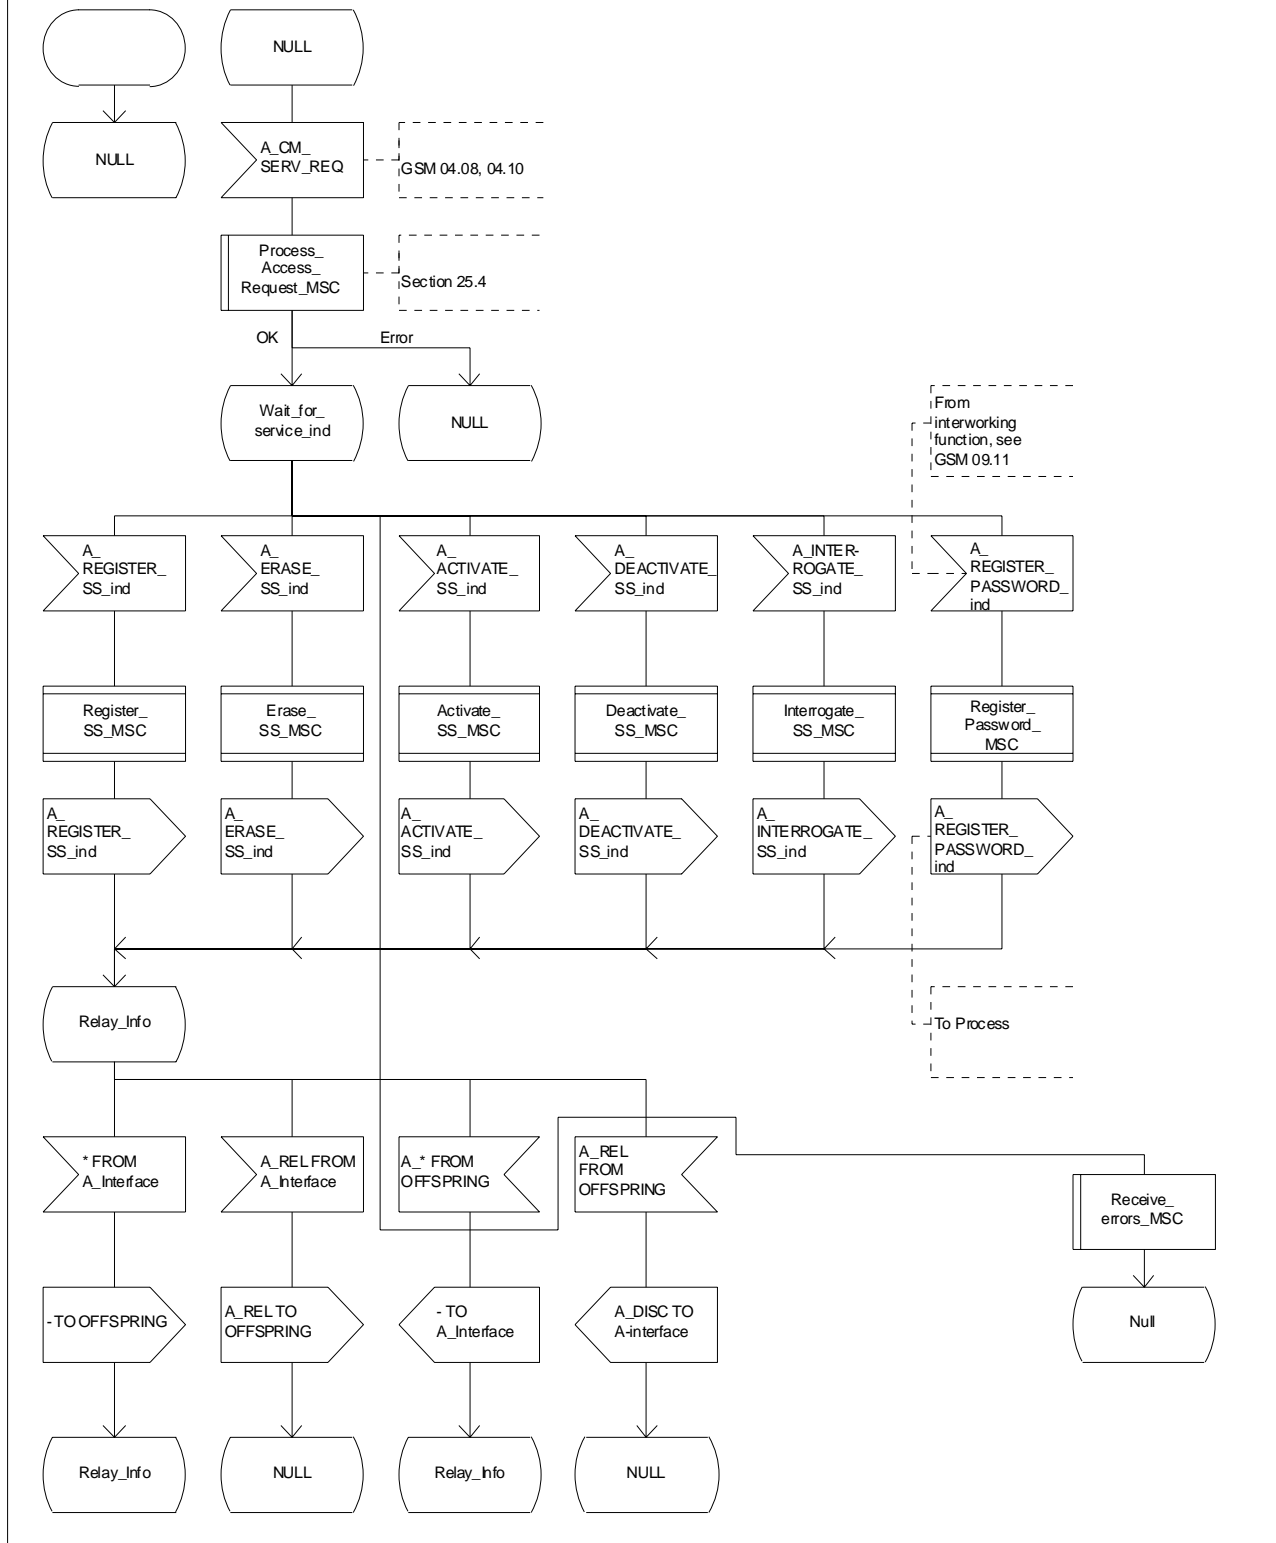 NULL
NULL
A_CM_
SERV_REQ
GSM 04.08, 04.10
Process_
Access_
Request_MSC
Section 25.4
OK
Error
Wait_for_
service_ind
NULL
From
interworking
function, see
GSM 09.11
A_
REGISTER_
SS_ind
A_
ERASE_
SS_ind
A_
ACTIVATE_
SS_ind
A_
DEACTIVATE_
SS_ind
A_INTER-
ROGATE_
SS_ind
A_
REGISTER_
PASSWORD_
ind
Register_
SS_MSC
Erase_
SS_MSC
Activate_
SS_MSC
Deactivate_
SS_MSC
Interrogate_
SS_MSC
Register_
Password_
MSC
A_
REGISTER_
SS_ind
A_
ERASE_
SS_ind
A_
ACTIVATE_
SS_ind
A_
DEACTIVATE_
SS_ind
A_
INTERROGATE_
SS_ind
A_
REGISTER_
PASSWORD_
ind
Relay_Info
To Process
* FROM
A_Interface
A_REL FROM
A_Interface
A_* FROM
OFFSPRING
A_REL
FROM
OFFSPRING
Receive_
errors_MSC
- TO OFFSPRING
A_REL TO
OFFSPRING
- TO
A_Interface
A_DISC TO
A-interface
Null
Relay_Info
NULL
Relay_Info
NULL